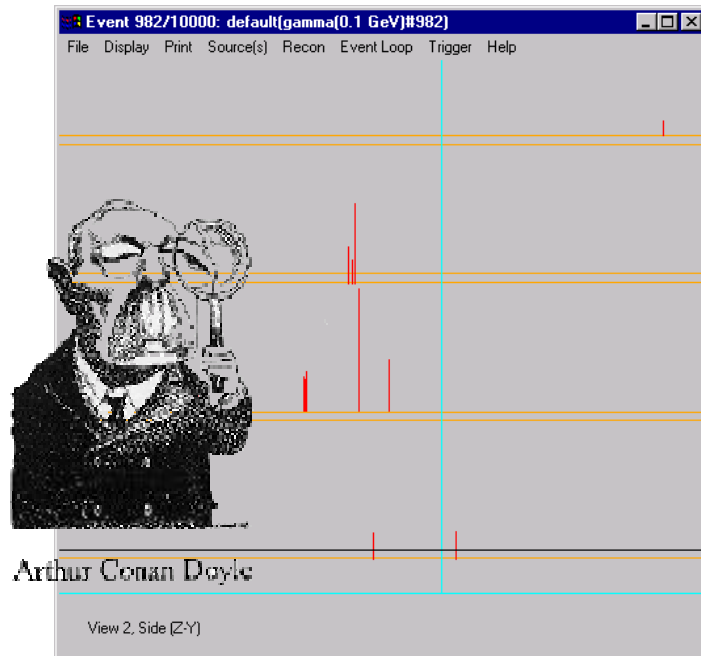 Event 982/10000: default(gamma(0.1 GeV)#982)
File Display Print Source(s) Recon Event Loop Trigger Help
Arthur Conan Doyle
View 2, Side (Z-Y)